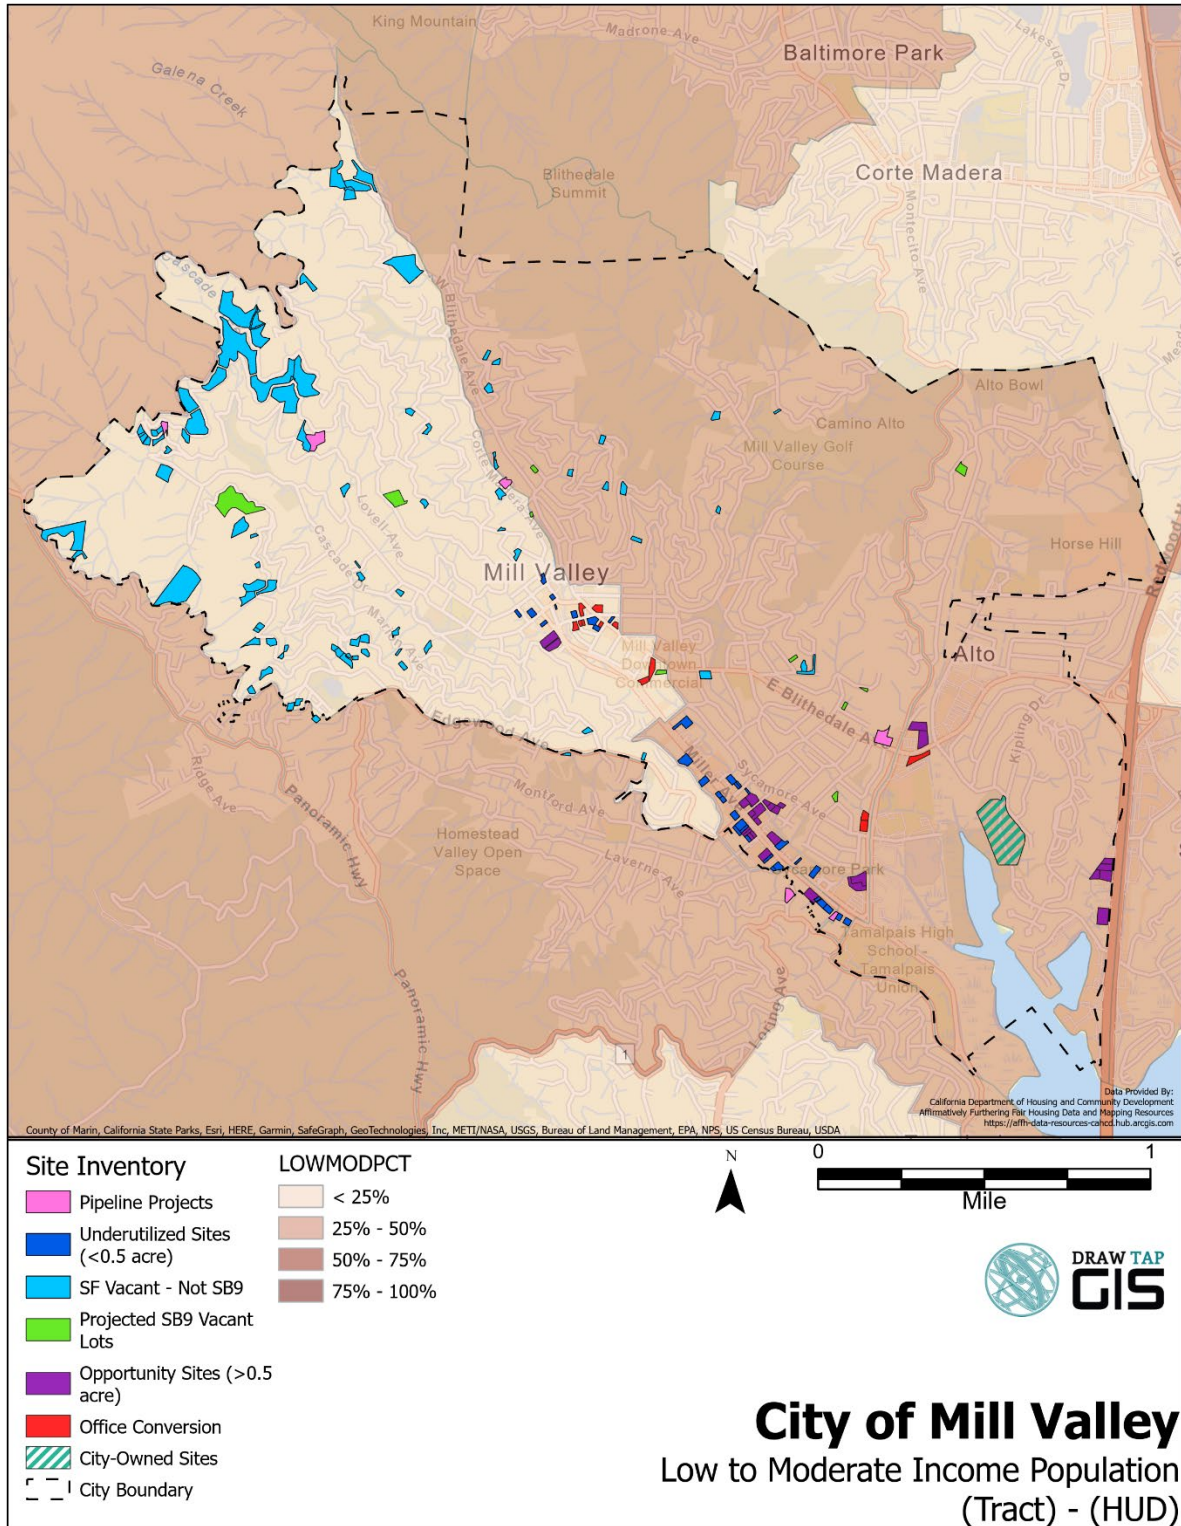 King Mountain
Madrone Ave
Lakeside Dr
Baltimore Park
Galena Creek
Corte Madera
Blithedale
Summit
Montecito Ave
Cascade
W Blithedale Ave
Alto Bowl
Camino Alto
Mill Valley Golf
Course
Corte Madera Ave
Lovell Ave
Horse Hill
Cascade Dr
Mill Valley
Marion Ave
Mill Valley
Downtown
Commercial
Alto
E Blithedale Ave
Edgewood Ave
Kipling Dr
Ridge Ave
Panoramic Hwy
Miller Ave
Sycamore Ave
Montford Ave
Homestead
Valley Open
Space
Laverne Ave
Sycamore Park
Tamalpais High
School -
Tamalpais
Union
Panoramic Hwy
Loring Ave
1
Data Provided By:
California Department of Housing and Community Development
Affirmatively Furthering Fair Housing Data and Mapping Resources
https://affh-data-resources-cahcd.hub.arcgis.com
County of Marin, California State Parks, Esri, HERE, Garmin, SafeGraph, GeoTechnologies, Inc, METI/NASA, USGS, Bureau of Land Management, EPA, NPS, US Census Bureau, USDA
Site Inventory
Pipeline Projects
Underutilized Sites
(<0.5 acre)
SF Vacant - Not SB9
Projected SB9 Vacant
Lots
Opportunity Sites (>0.5
acre)
Office Conversion
City-Owned Sites
City Boundary
LOWMODPCT
< 25%
25% - 50%
50% - 75%
75% - 100%
N
0
1
Mile
DRAW TAP
GIS
City of Mill Valley
Low to Moderate Income Population
(Tract) - (HUD)